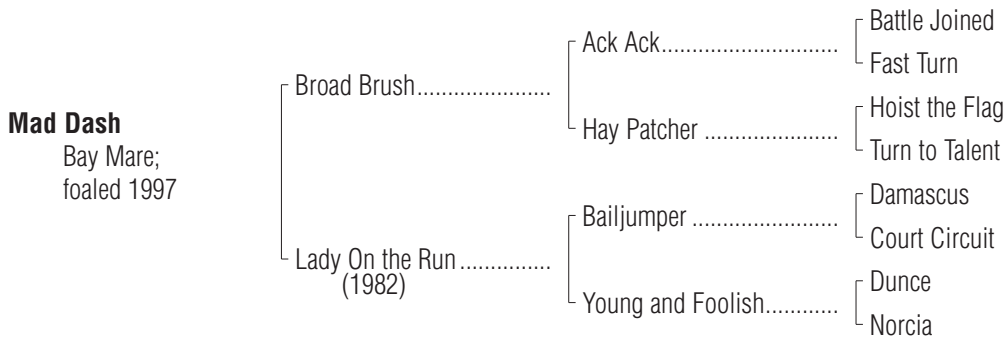 Battle Joined
Ack Ack..............................
Fast Turn
Broad Brush......................
Hoist the Flag
Hay Patcher ......................
Turn to Talent
Mad Dash
Bay Mare;
foaled 1997
Damascus
Bailjumper ........................
Court Circuit
Lady On the Run ...............
(1982)
Dunce
Young and Foolish............
Norcia